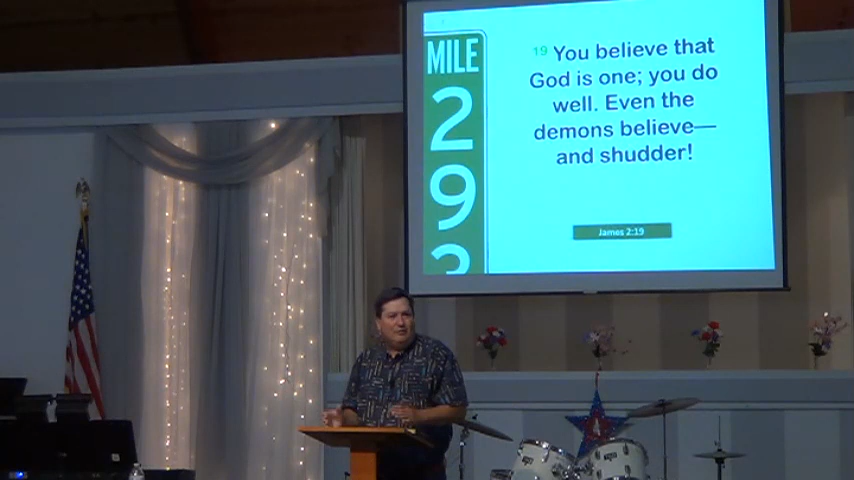 MILE
2
9
19 You believe that
God is one; you do
well. Even the
demons believe—
and shudder!
James 2:19